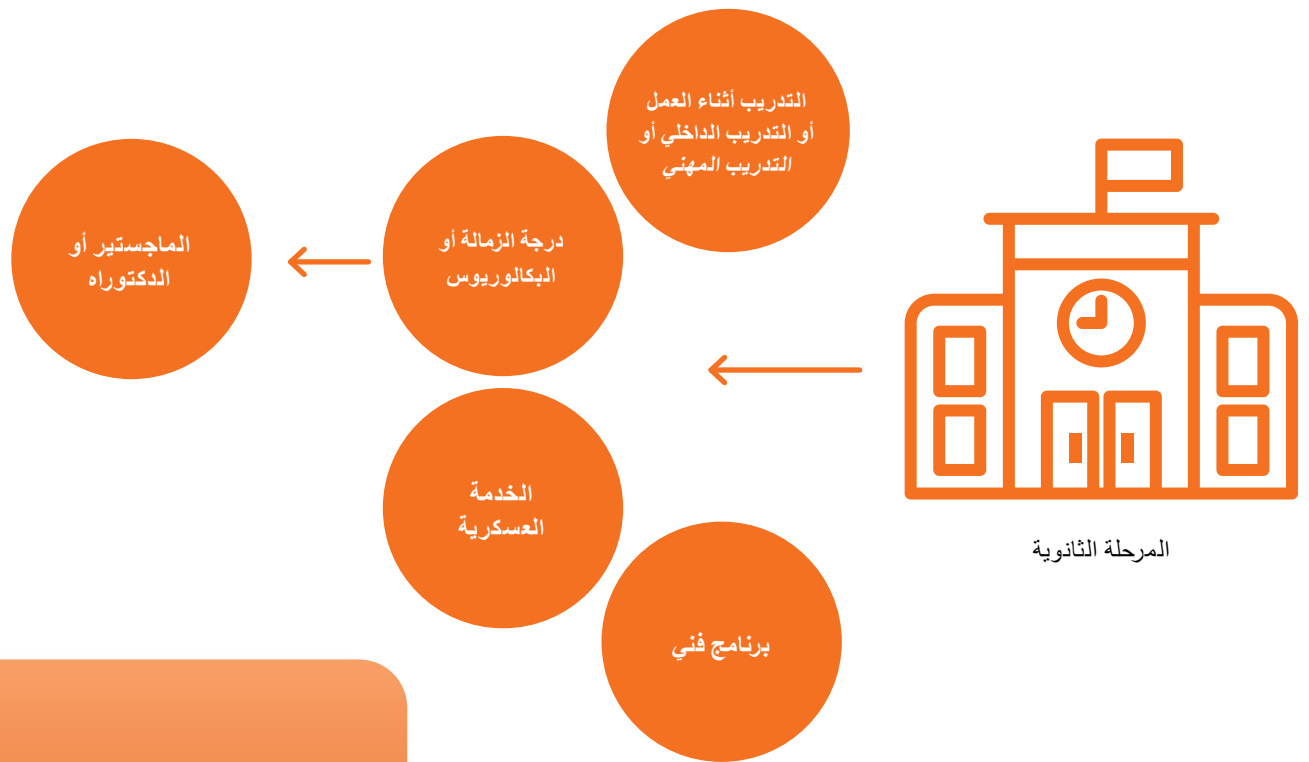 التدريب أثناء العمل
أو التدريب الداخلي أو
التدريب المهني
درجة الزمالة أو
البكالوريوس
الماجستير أو
الدكتوراه
الخدمة
العسكرية
برنامج فني
المرحلة الثانوية